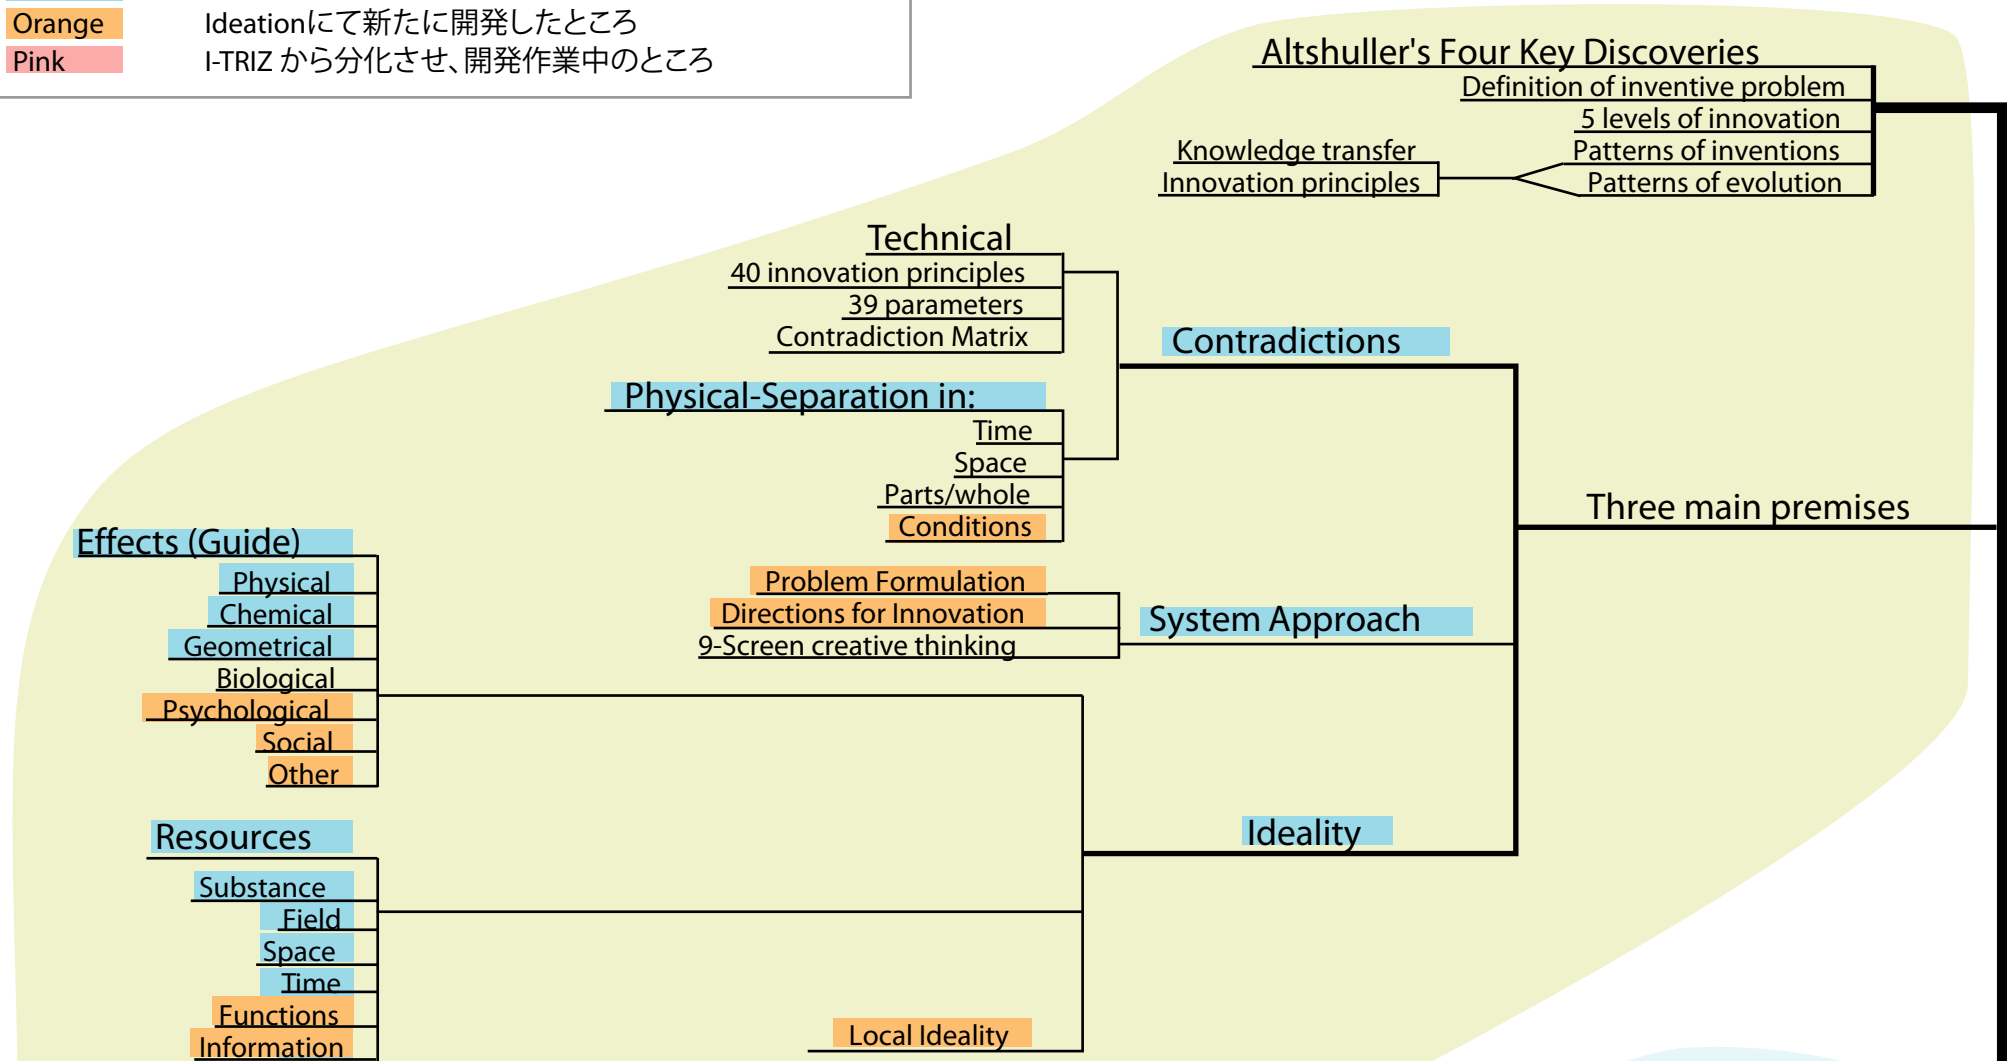 Orange Ideationにて新たに開発したところ
Pink I-TRIZ から分化させ、開発作業中のところ
Altshuller's Four Key Discoveries
Definition of inventive problem
5 levels of innovation
Patterns of inventions
Patterns of evolution
Knowledge transfer
Innovation principles
Technical
40 innovation principles
39 parameters
Contradiction Matrix
Contradictions
Physical-Separation in:
Time
Space
Parts/whole
Conditions
Three main premises
Problem Formulation
Directions for Innovation
9-Screen creative thinking
System Approach
Effects (Guide)
Physical
Chemical
Geometrical
Biological
Psychological
Social
Other
Ideality
Resources
Substance
Field
Space
Time
Functions
Information
Local Ideality